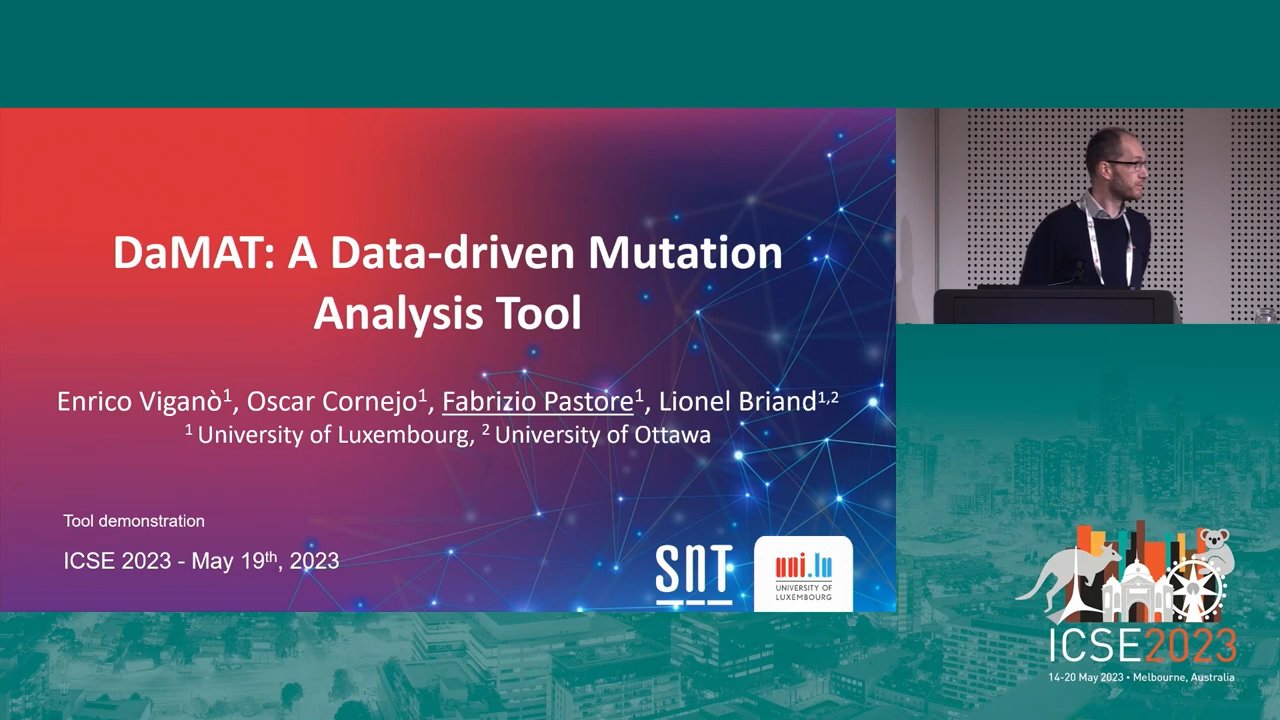 DaMAT: A Data-driven Mutation
Analysis Tool
Enrico Viganò¹, Oscar Cornejo¹, Fabrizio Pastore¹, Lionel Briand¹,²
¹ University of Luxembourg, ² University of Ottawa
Tool demonstration
ICSE 2023 - May 19th, 2023
SNT
uni.lu
UNIVERSITY OF
LUXEMBOURG
ICSE2023
14-20 May 2023 • Melbourne, Australia